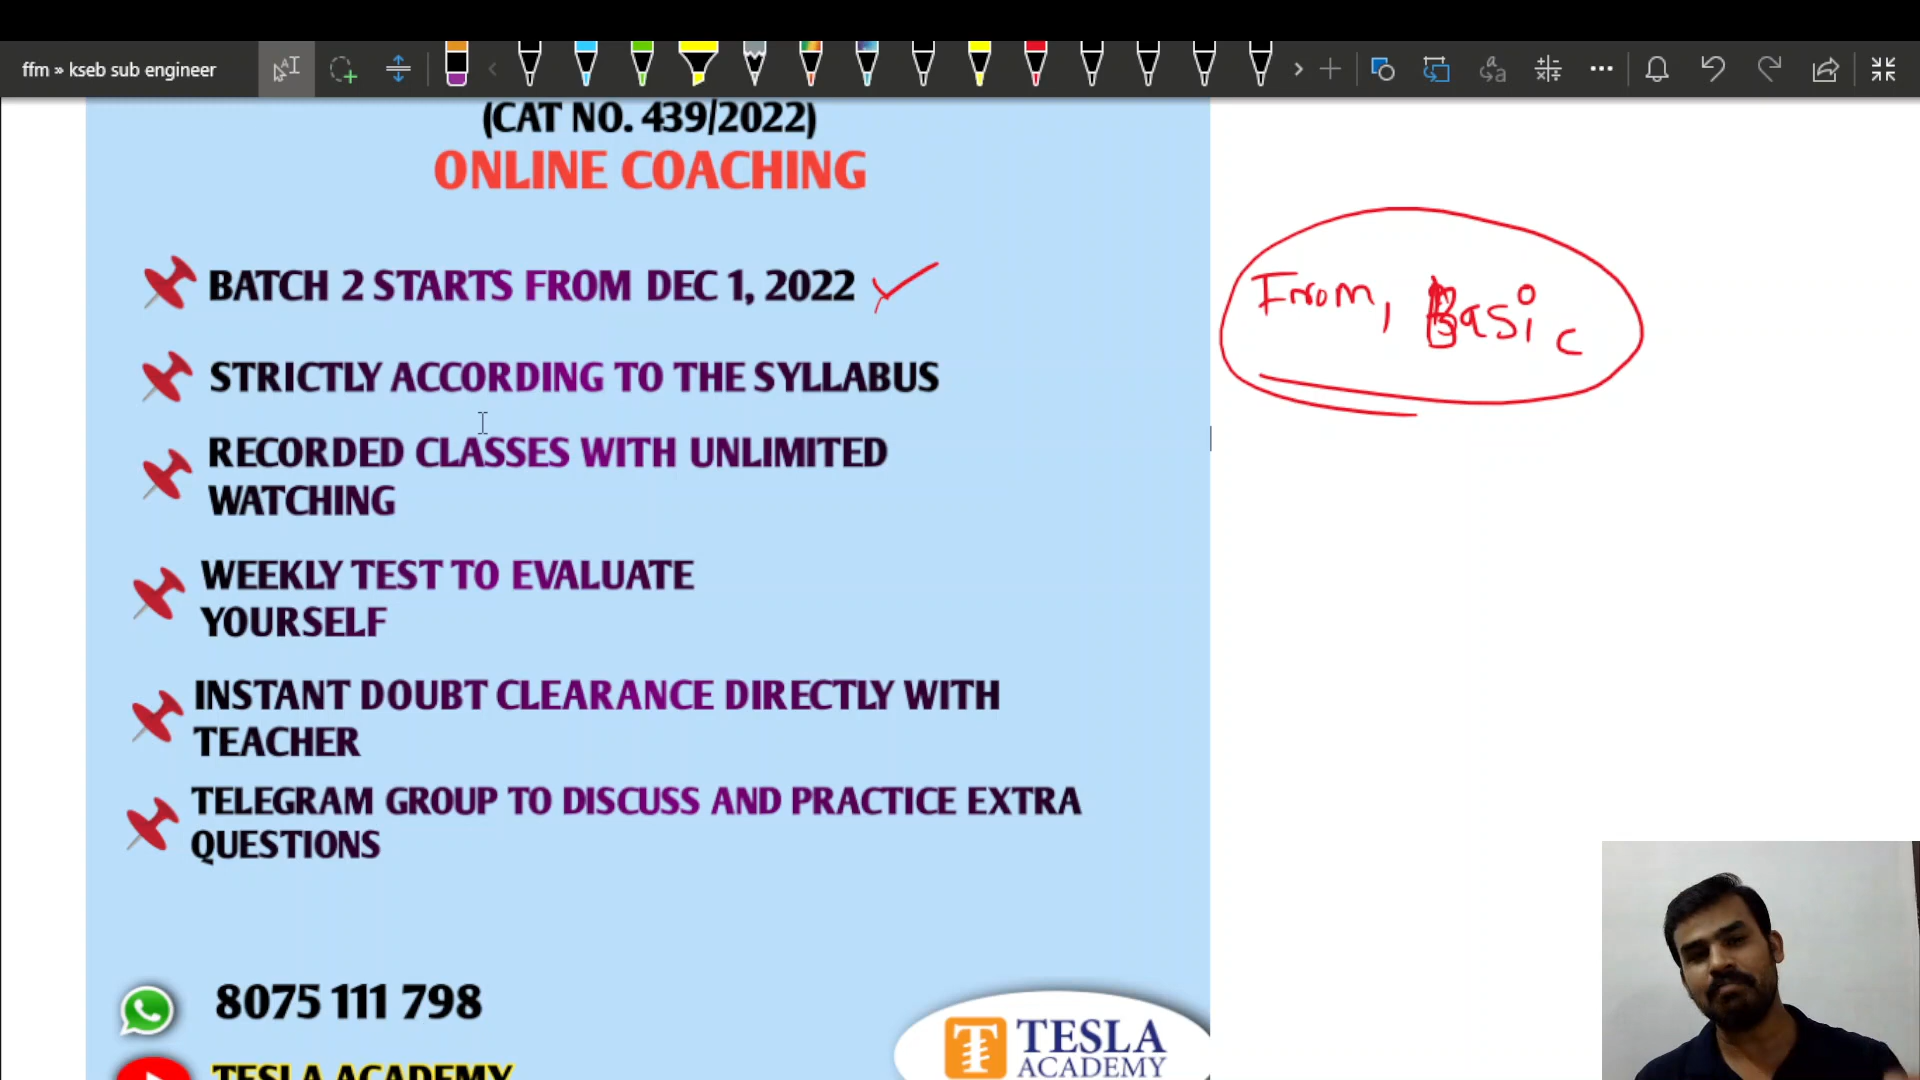 ffm » kseb sub engineer
(CAT NO. 439/2022)
ONLINE COACHING
BATCH 2 STARTS FROM DEC 1, 2022
From, Basic
STRICTLY ACCORDING TO THE SYLLABUS
RECORDED CLASSES WITH UNLIMITED
WATCHING
WEEKLY TEST TO EVALUATE
YOURSELF
INSTANT DOUBT CLEARANCE DIRECTLY WITH
TEACHER
TELEGRAM GROUP TO DISCUSS AND PRACTICE EXTRA
QUESTIONS
8075 111 798
TESLA ACADEMY
TESLA
ACADEMY